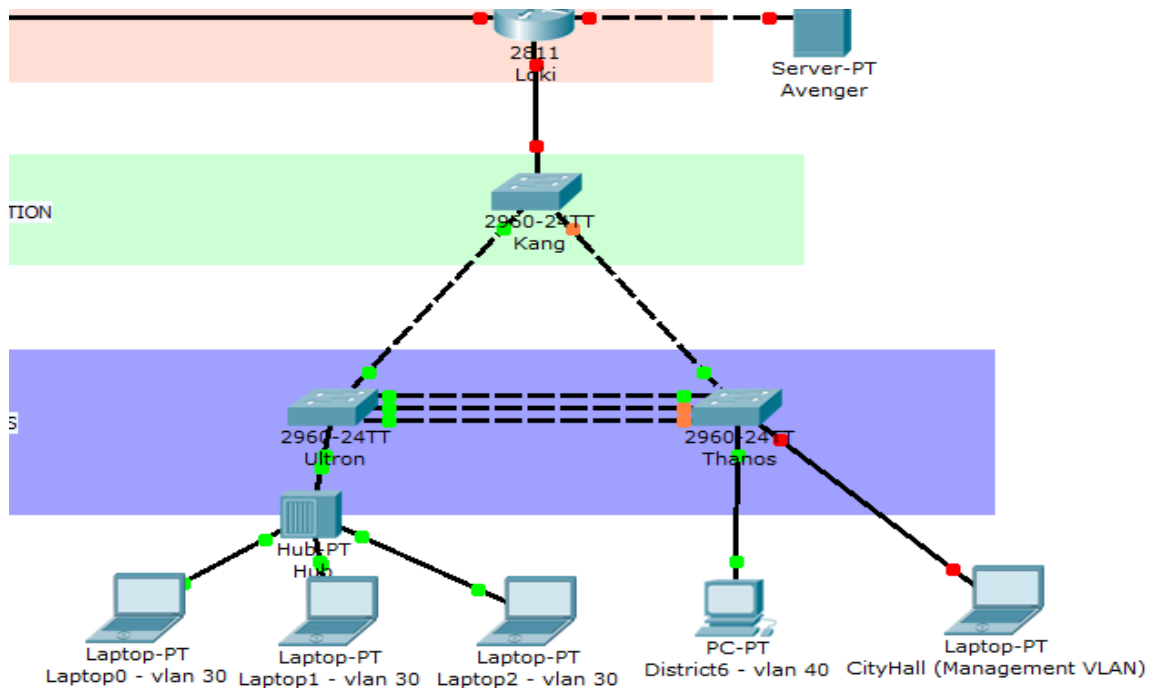 2811
Loki
Server-PT
Avenger
TION
2960-24TT
Kang
S
2960-24TT
Ultron
2960-24TT
Thanos
Hub-PT
Hub
Laptop-PT
Laptop0 - vlan 30
Laptop-PT
Laptop1 - vlan 30
Laptop-PT
Laptop2 - vlan 30
PC-PT
District6 - vlan 40
Laptop-PT
CityHall (Management VLAN)